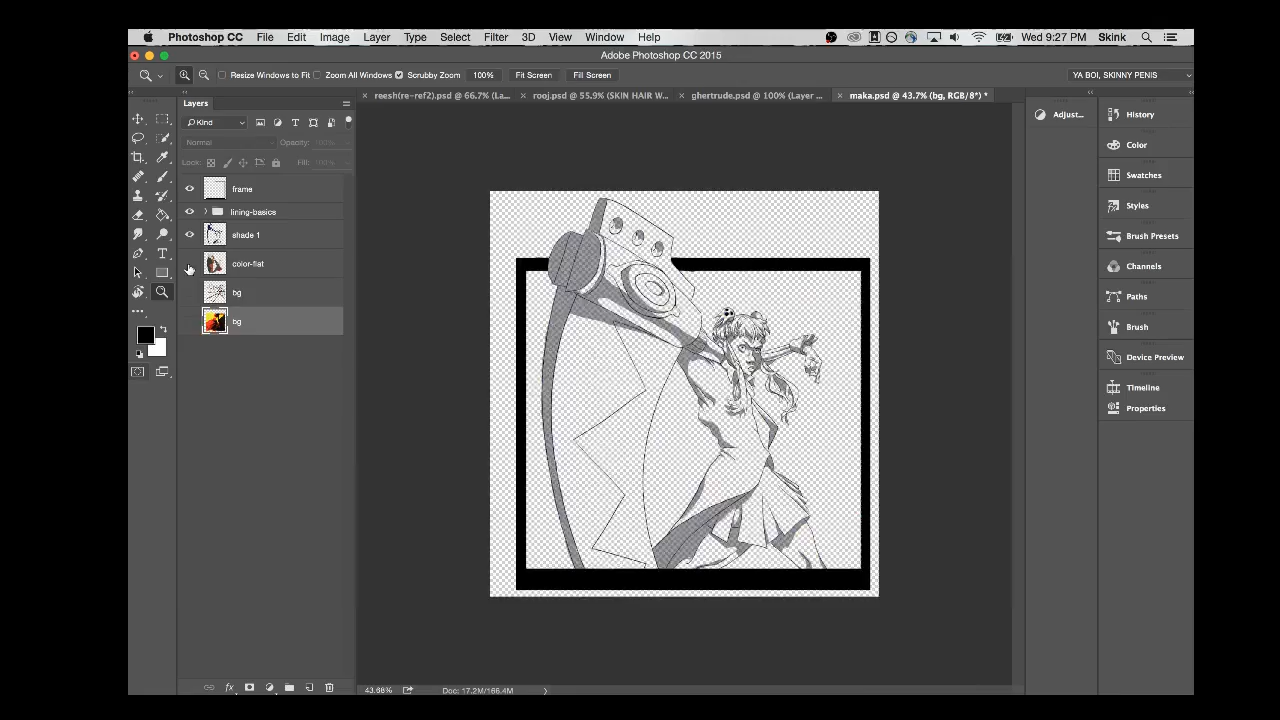 Photoshop CC File Edit Image Layer Type Select Filter 3D View Window Help Wed 9:27 PM Skink
Adobe Photoshop CC 2015
Resize Windows to Fit Zoom All Windows Scrubby Zoom 100% Fit Screen Fill Screen YA BOI, SKINNY PENIS
Layers
reesh(re-ref2).psd @ 66.7% (La... rooj.psd @ 55.9% (SKIN HAIR W... ghertrude.psd @ 100% (Layer ... maka.psd @ 43.7% (bg, RGB/8*) *
Kind
Normal Opacity: 100%
Lock: Fill: 100%
frame
lining-basics
shade 1
color-flat
bg
bg
Adjust...
History
Color
Swatches
Styles
Brush Presets
Channels
Paths
Brush
Device Preview
Timeline
Properties
43.68% Doc: 17.2M/166.4M